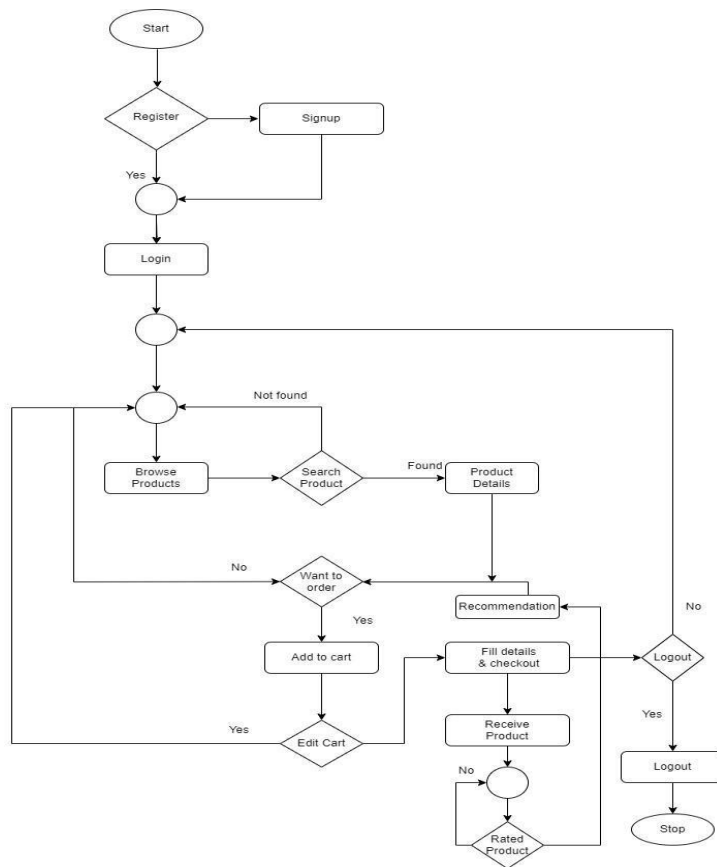 Start
Register
Signup
Yes
Login
Not found
Browse
Products
Search
Product
Found
Product
Details
No
Want to
order
Recommendation
No
Yes
Add to cart
Fill details
& checkout
Logout
Yes
Edit Cart
Receive
Product
Yes
Logout
No
Rated
Product
Stop